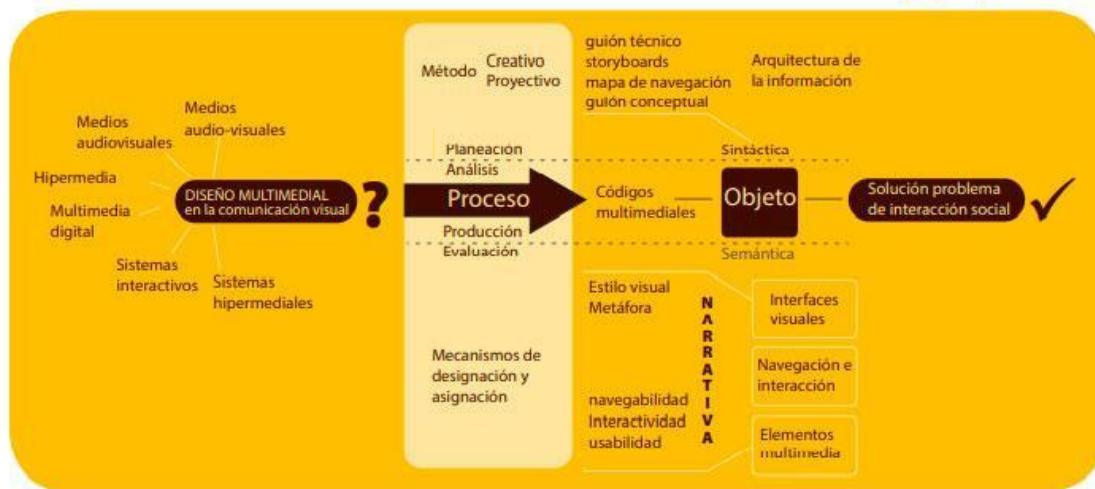 Medios
audiovisuales
Medios
audio-visuales
Hipermedia
DISEÑO MULTIMEDIAL
en la comunicación visual
?
Multimedia
digital
Sistemas
interactivos
Sistemas
hipermediales
Método
Creativo
Proyectivo
Planeación
Análisis
Proceso
Producción
Evaluación
Mecanismos de
designación y
asignación
guión técnico
storyboards
mapa de navegación
guión conceptual
Arquitectura de
la información
Sintáctica
Códigos
multimediales
Objeto
Solución problema
de interacción social
Semántica
Estilo visual
Metáfora
NARRATIVA
navegabilidad
Interactividad
usabilidad
Interfaces
visuales
Navegación e
interacción
Elementos
multimedia